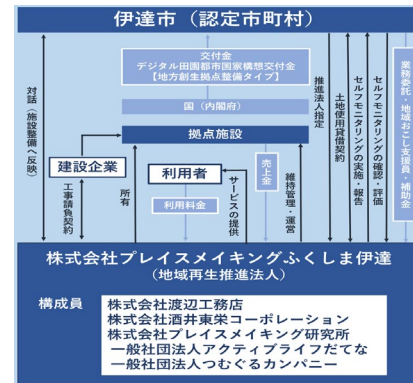 伊達市（認定市町村）
交付金
デジタル田園都市国家構想交付金
【地方創生拠点整備タイプ】
国（内閣府）
拠点施設
建設企業
利用者
利用料金
売上金
対話（施設整備へ反映）
工事請負契約
所有
サービスの提供
維持管理・運営
推進法人指定
土地使用貸借契約
セルフモニタリングの実施・報告
セルフモニタリングの確認・評価
業務委託・地域おこし支援員・補助金
株式会社プレイスメイキングふくしま伊達
（地域再生推進法人）
構成員
株式会社渡辺工務店
株式会社酒井東栄コーポレーション
株式会社プレイスメイキング研究所
一般社団法人アクティブライフだてな
一般社団法人つむぐるカンパニー